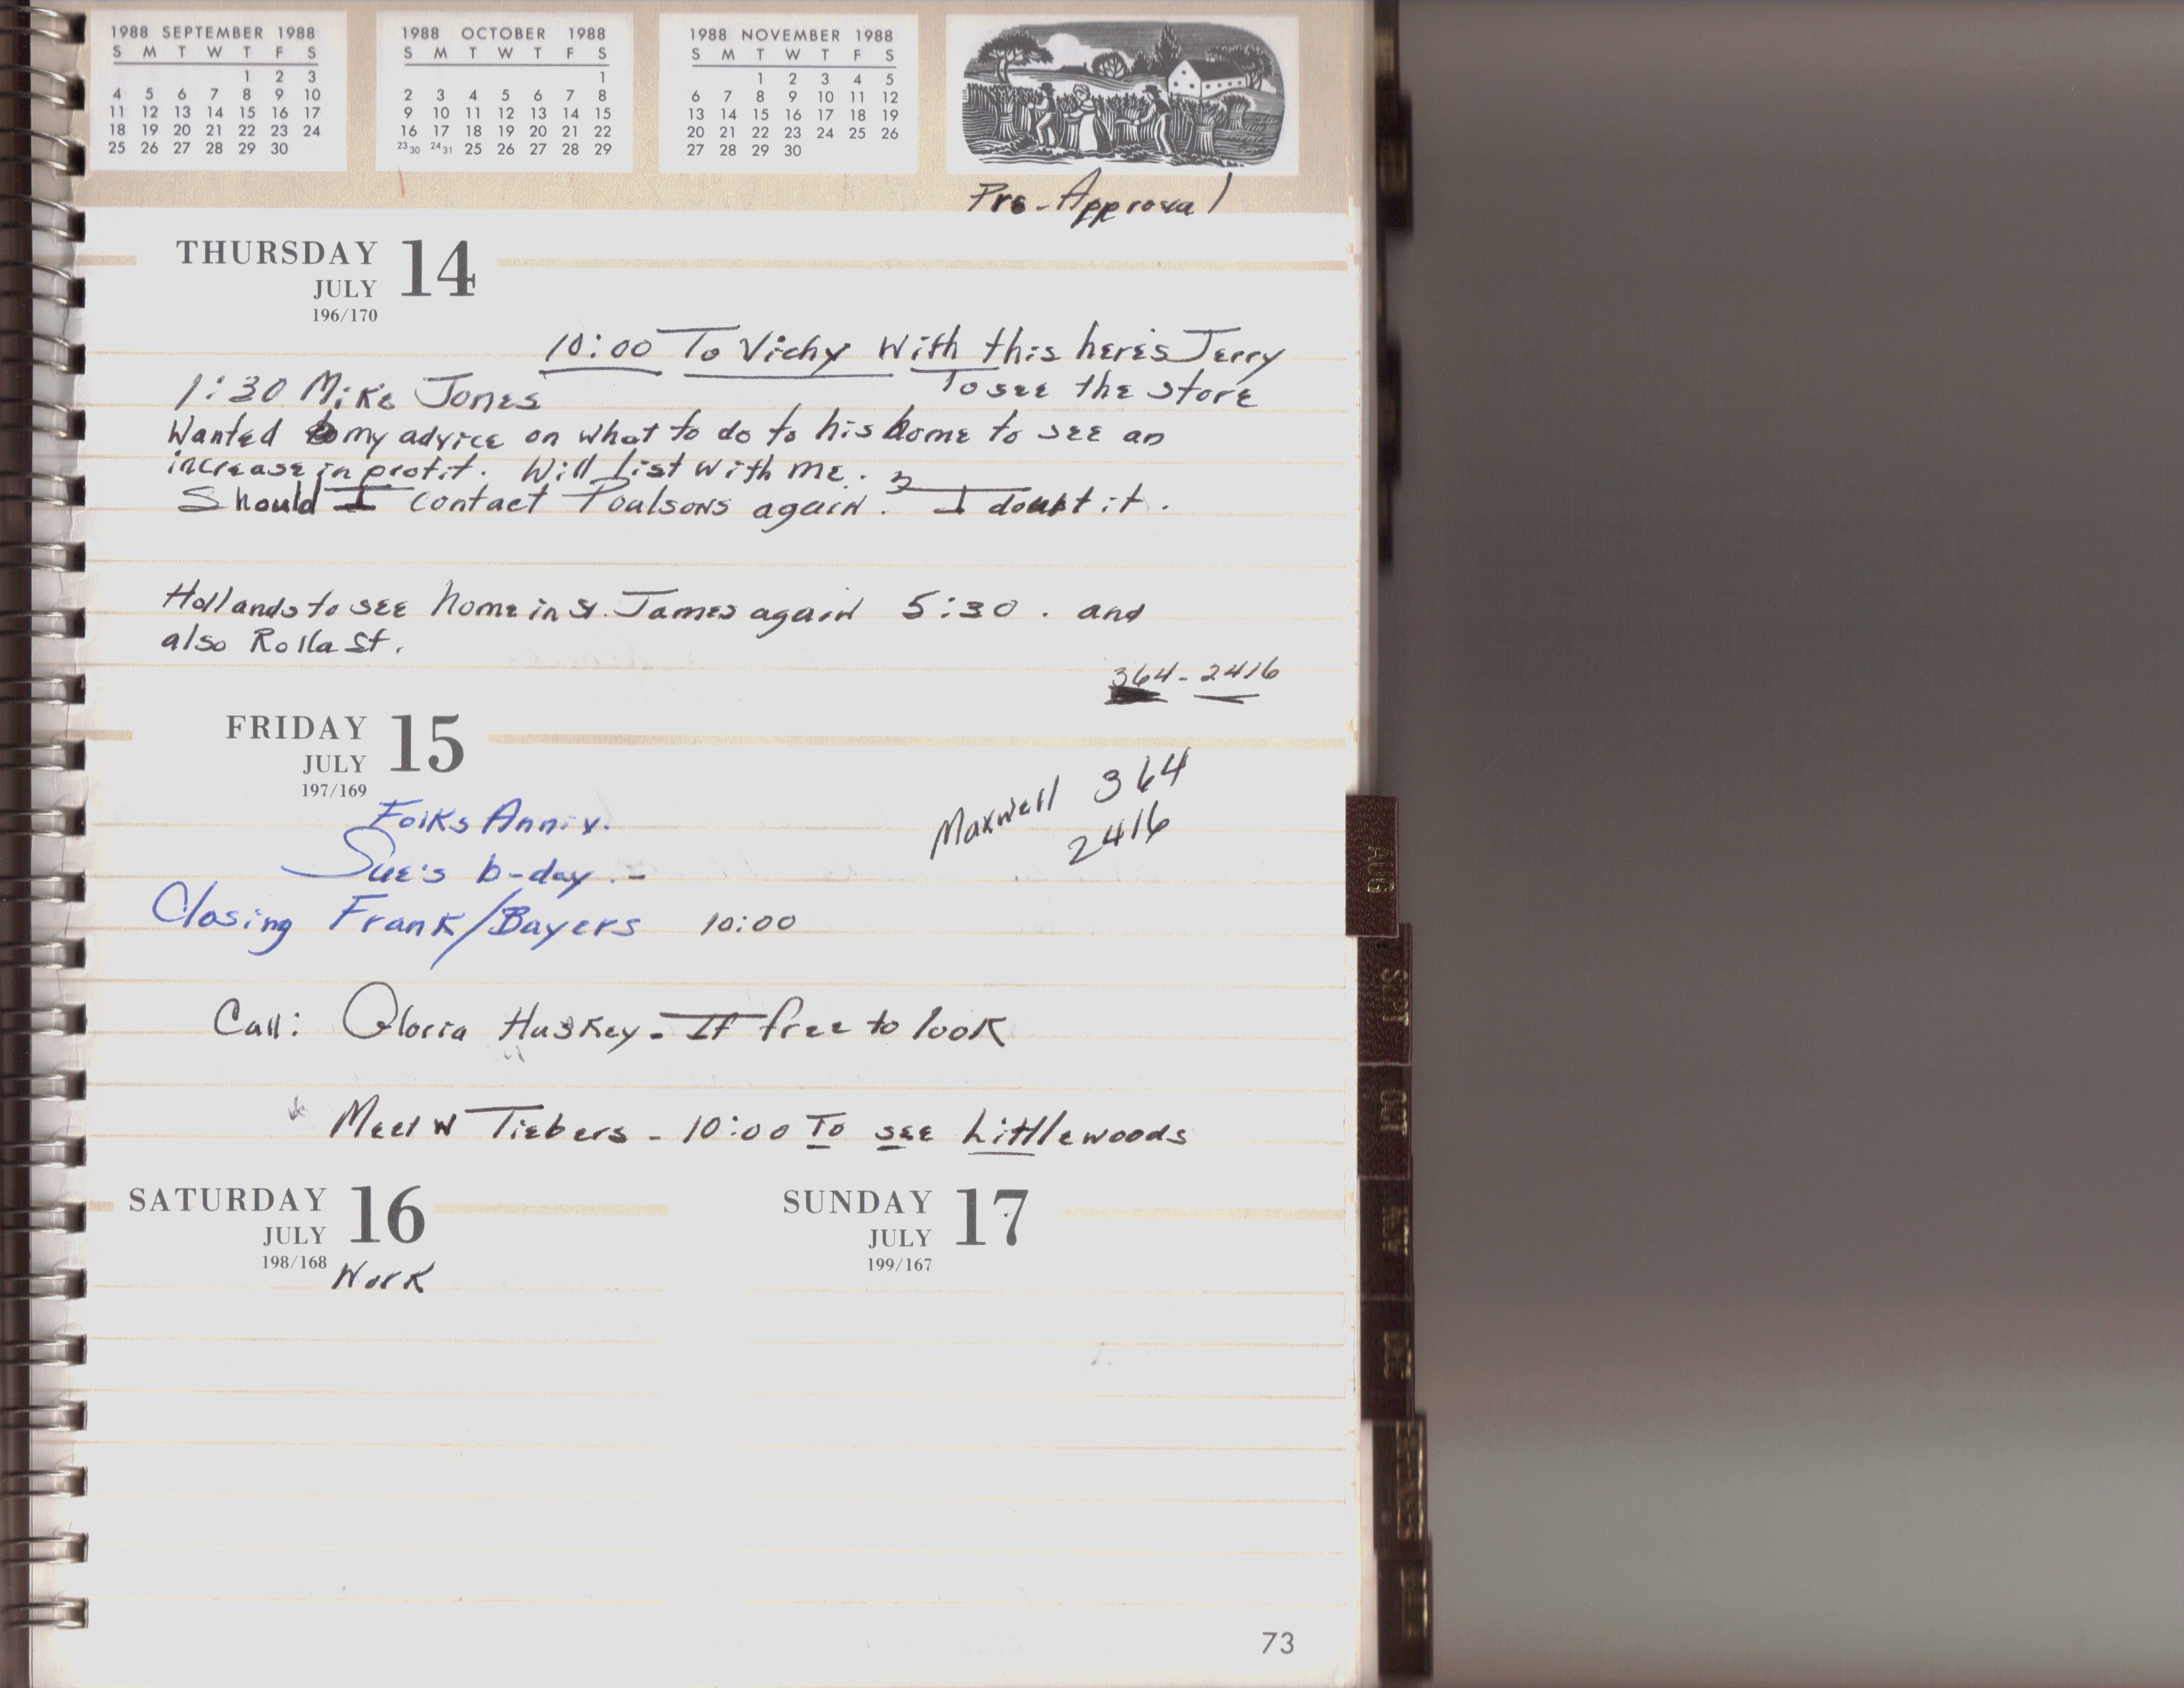 1988 SEPTEMBER 1988
S M T W T F S
1 2 3
4 5 6 7 8 9 10
11 12 13 14 15 16 17
18 19 20 21 22 23 24
25 26 27 28 29 30
1988 OCTOBER 1988
S M T W T F S
1
2 3 4 5 6 7 8
9 10 11 12 13 14 15
16 17 18 19 20 21 22
23 30 24 31 25 26 27 28 29
1988 NOVEMBER 1988
S M T W T F S
1 2 3 4 5
6 7 8 9 10 11 12
13 14 15 16 17 18 19
20 21 22 23 24 25 26
27 28 29 30
Pre-Approval
THURSDAY 14
JULY
196/170
10:00 To Vichy With this here's Jerry
To see the store
1:30 Mike Jones
Wanted my advice on what to do to his home to see an
increase in profit. Will list with me.
Should I contact Poulsons again. I doubt it.
Hollands to see home in St. James again 5:30. and
also Rolla St.
364-2416
FRIDAY 15
JULY
197/169
Maxwell 364
2416
Folks Anniv.
Sue's b-day.-
Closing Frank/Bayers 10:00
Call: Gloria Huskey - If free to look
Meet W Tiebers - 10:00 To see Littlewoods
SATURDAY 16
JULY
198/168
Work
SUNDAY 17
JULY
199/167
AUG
SEPT
OCT
NOV
DEC
73